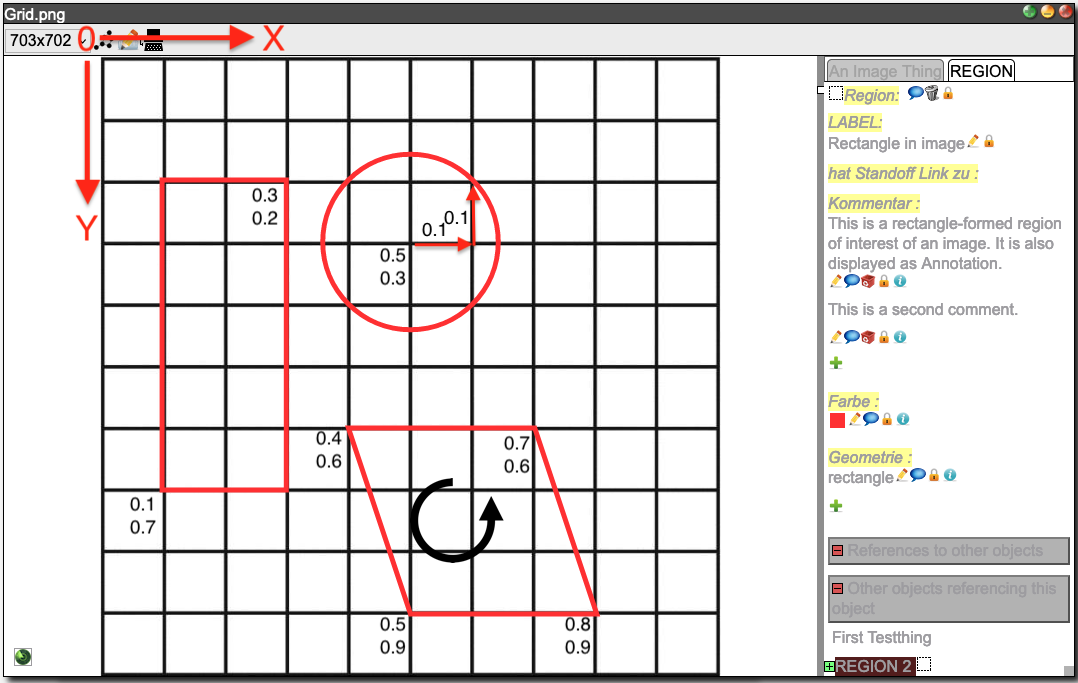 Grid.png
703x702
0
X
Y
0.3
0.2
0.1
0.1
0.5
0.3
0.4
0.6
0.7
0.6
0.1
0.7
0.5
0.9
0.8
0.9
An Image Thing
REGION
Region:
LABEL:
Rectangle in image
hat Standoff Link zu :
Kommentar :
This is a rectangle-formed region
of interest of an image. It is also
displayed as Annotation.
This is a second comment.
Farbe :
Geometrie :
rectangle
References to other objects
Other objects referencing this
object
First Testthing
REGION 2